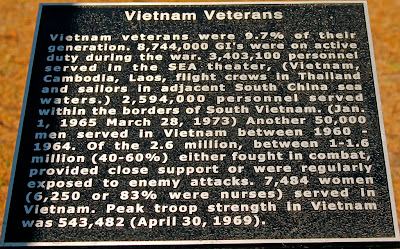 Vietnam Veterans
Vietnam veterans were 9.7% of their
generation. 8,744,000 GI's were on active
duty during the war. 3,403,100 personnel
served in the SEA theater, (Vietnam,
Cambodia, Laos, flight crews in Thailand
and sailors in adjacent South China sea
waters.) 2,594,000 personnel served
within the borders of South Vietnam. (Jan.
1, 1965 March 28, 1973) Another 50,000
men served in Vietnam between 1960 -
1964. Of the 2.6 million, between 1-1.6
million (40-60%) either fought in combat,
provided close support or were regularly
exposed to enemy attacks. 7,484 women
(6,250 or 83% were nurses) served in
Vietnam. Peak troop strength in Vietnam
was 543,482 (April 30, 1969).